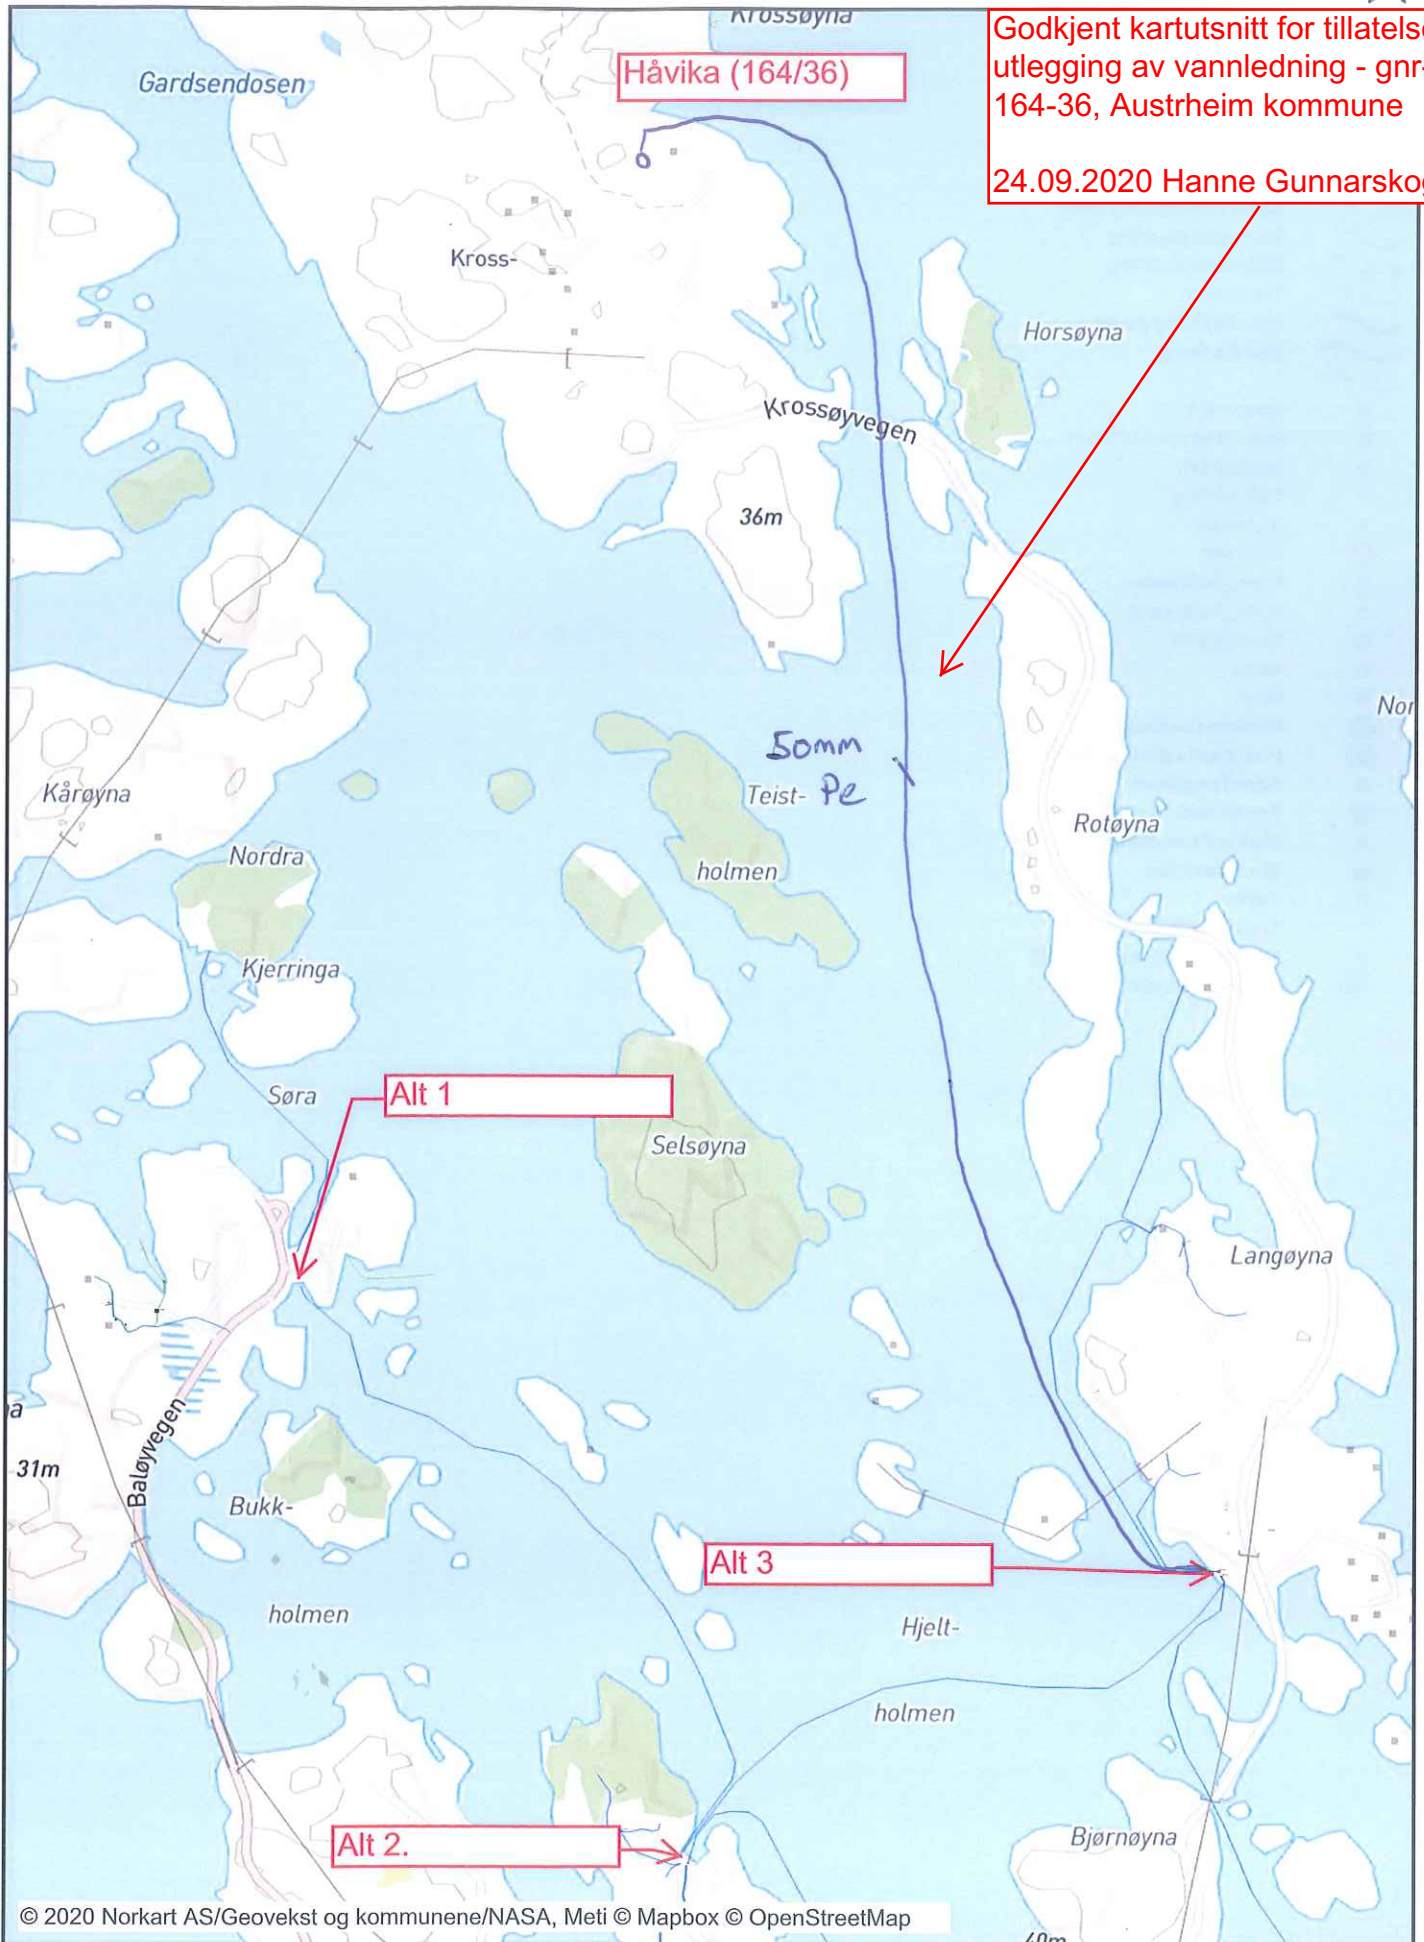 Krossøyna
Godkjent kartutsnitt for tillatelse
utlegging av vannledning - gnr-
164-36, Austrheim kommune
24.09.2020 Hanne Gunnarskog
Håvika (164/36)
Gardsendosen
Kross-
Horsøyna
Krossøyvegen
36m
Nor
50mm
Pe
Teist-
holmen
Kårøyna
Rotøyna
Nordra
Kjerringa
Søra
Alt 1
Selsøyna
Langøyna
a
31m
Baløyvegen
Bukk-
holmen
Alt 3
Hjelt-
holmen
Alt 2.
Bjørnøyna
40m
© 2020 Norkart AS/Geovekst og kommunene/NASA, Meti © Mapbox © OpenStreetMap